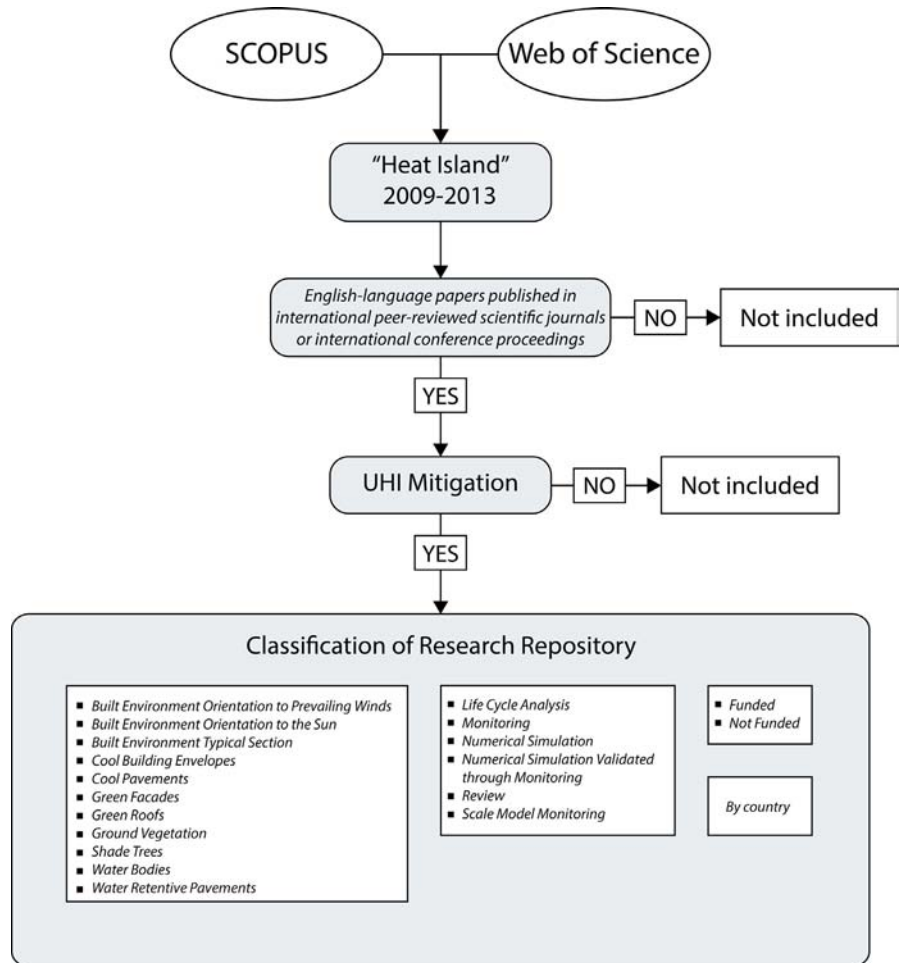 SCOPUS
Web of Science
“Heat Island”
2009-2013
English-language papers published in
international peer-reviewed scientific journals
or international conference proceedings
NO
Not included
YES
UHI Mitigation
NO
Not included
YES
Classification of Research Repository
Built Environment Orientation to Prevailing Winds
Built Environment Orientation to the Sun
Built Environment Typical Section
Cool Building Envelopes
Cool Pavements
Green Facades
Green Roofs
Ground Vegetation
Shade Trees
Water Bodies
Water Retentive Pavements
Life Cycle Analysis
Monitoring
Numerical Simulation
Numerical Simulation Validated
through Monitoring
Review
Scale Model Monitoring
Funded
Not Funded
By country